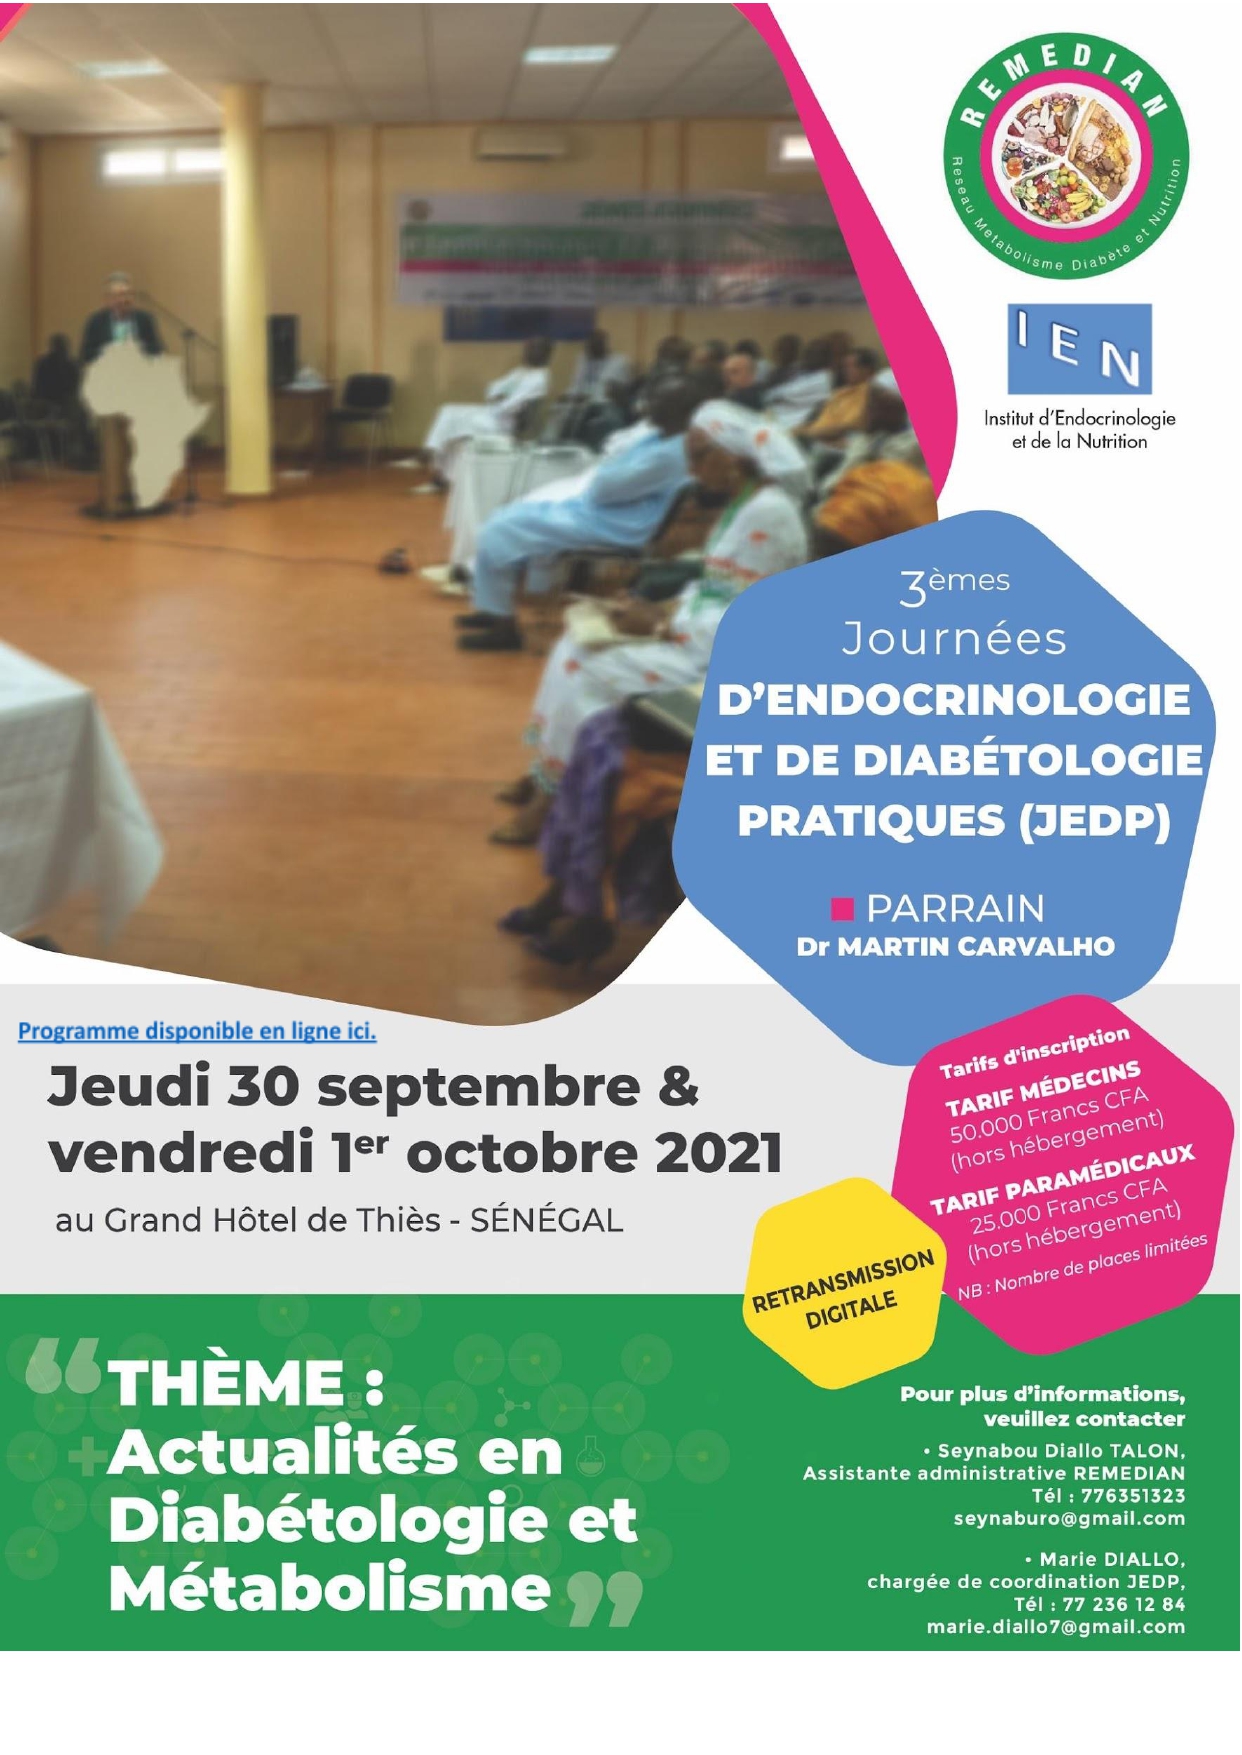 REMEDIAN
Reseau Métabolisme Diabète et Nutrition
IEN
Institut d'Endocrinologie
et de la Nutrition
3èmes
Journées
D'ENDOCRINOLOGIE
ET DE DIABÉTOLOGIE
PRATIQUES (JEDP)
PARRAIN
Dr MARTIN CARVALHO
Programme disponible en ligne ici.
Jeudi 30 septembre &
vendredi 1er octobre 2021
au Grand Hôtel de Thiès - SÉNÉGAL
Tarifs d'inscription
TARIF MÉDECINS
50.000 Francs CFA
(hors hébergement)
TARIF PARAMÉDICAUX
25.000 Francs CFA
(hors hébergement)
NB : Nombre de places limitées
RETRANSMISSION
DIGITALE
“THÈME :
Actualités en
Diabétologie et
Métabolisme”
Pour plus d'informations,
veuillez contacter
• Seynabou Diallo TALON,
Assistante administrative REMEDIAN
Tél : 776351323
seynaburo@gmail.com
• Marie DIALLO,
chargée de coordination JEDP,
Tél : 77 236 12 84
marie.diallo7@gmail.com